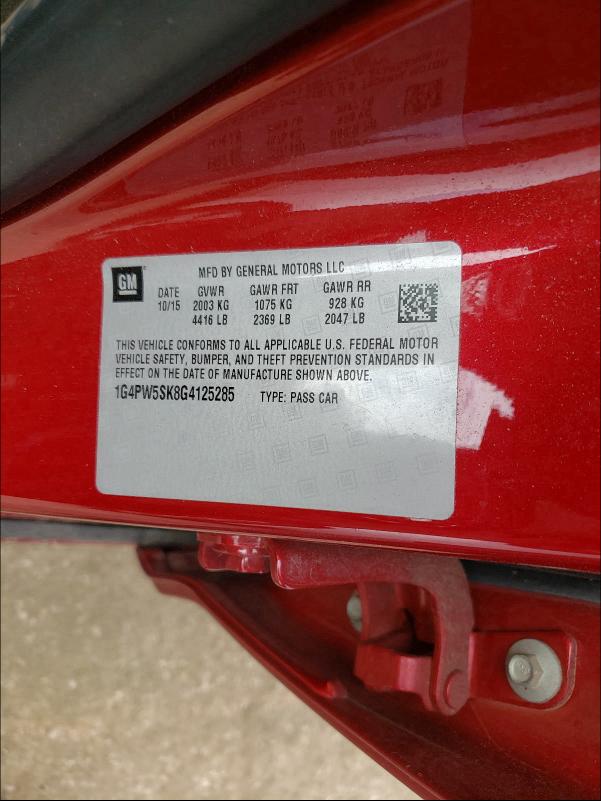 MFD BY GENERAL MOTORS LLC
GM
DATE GVWR GAWR FRT GAWR RR
10/15 2003 KG 1075 KG 928 KG
4416 LB 2369 LB 2047 LB
THIS VEHICLE CONFORMS TO ALL APPLICABLE U.S. FEDERAL MOTOR
VEHICLE SAFETY, BUMPER, AND THEFT PREVENTION STANDARDS IN
EFFECT ON THE DATE OF MANUFACTURE SHOWN ABOVE.
1G4PW5SK8G4125285 TYPE: PASS CAR